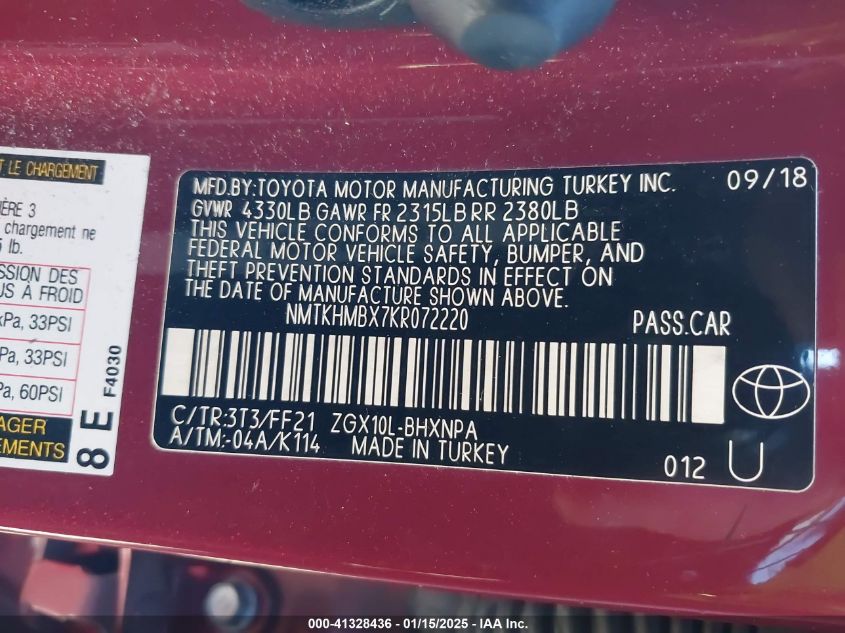 T LE CHARGEMENT
IÈRE 3
chargement ne
5 lb.
SSION DES
US À FROID
kPa, 33PSI
Pa, 33PSI
a, 60PSI
AGER
EMENTS
8 E F4030
MFD.BY:TOYOTA MOTOR MANUFACTURING TURKEY INC. 09/18
GVWR 4330LB GAWR FR 2315LB RR 2380LB
THIS VEHICLE CONFORMS TO ALL APPLICABLE
FEDERAL MOTOR VEHICLE SAFETY, BUMPER, AND
THEFT PREVENTION STANDARDS IN EFFECT ON
THE DATE OF MANUFACTURE SHOWN ABOVE.
NMTKHMBX7KR072220 PASS.CAR
C/TR:3T3/FF21 ZGX10L-BHXNPA
A/TM:-04A/K114 MADE IN TURKEY
012 U
000-41328436 - 01/15/2025 - IAA Inc.